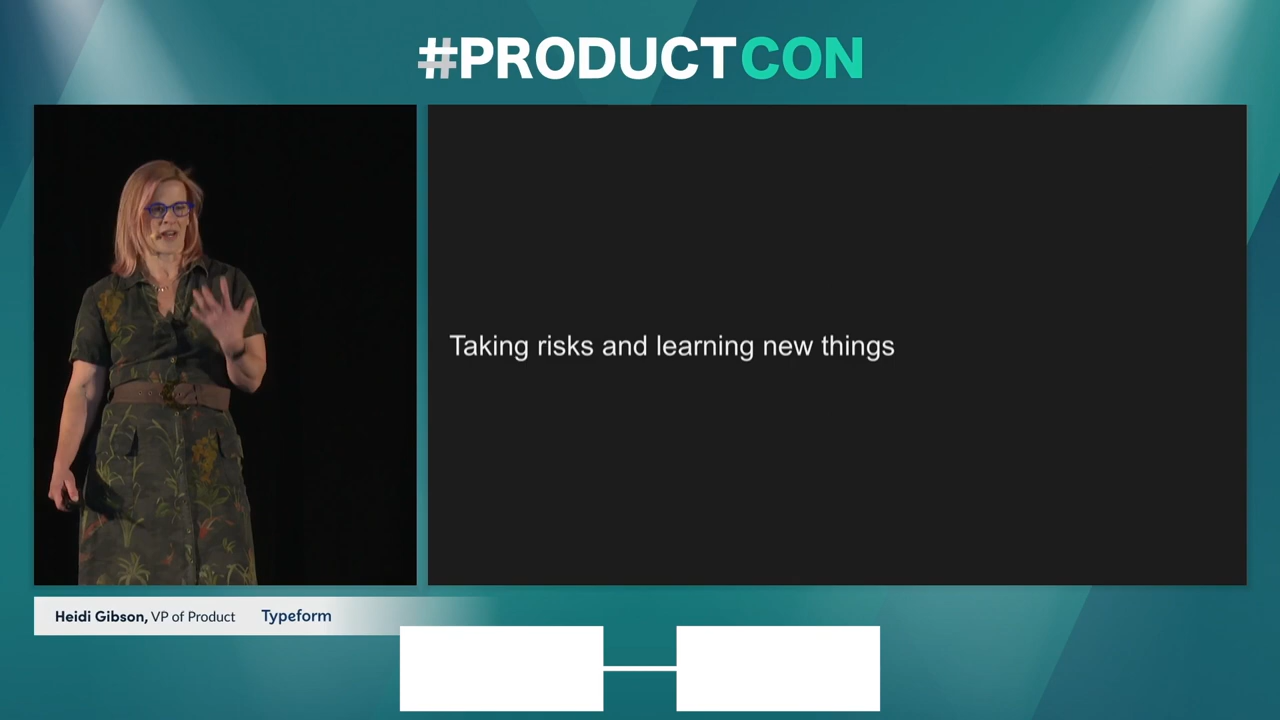 #PRODUCTCON
Taking risks and learning new things
Heidi Gibson, VP of Product Typeform